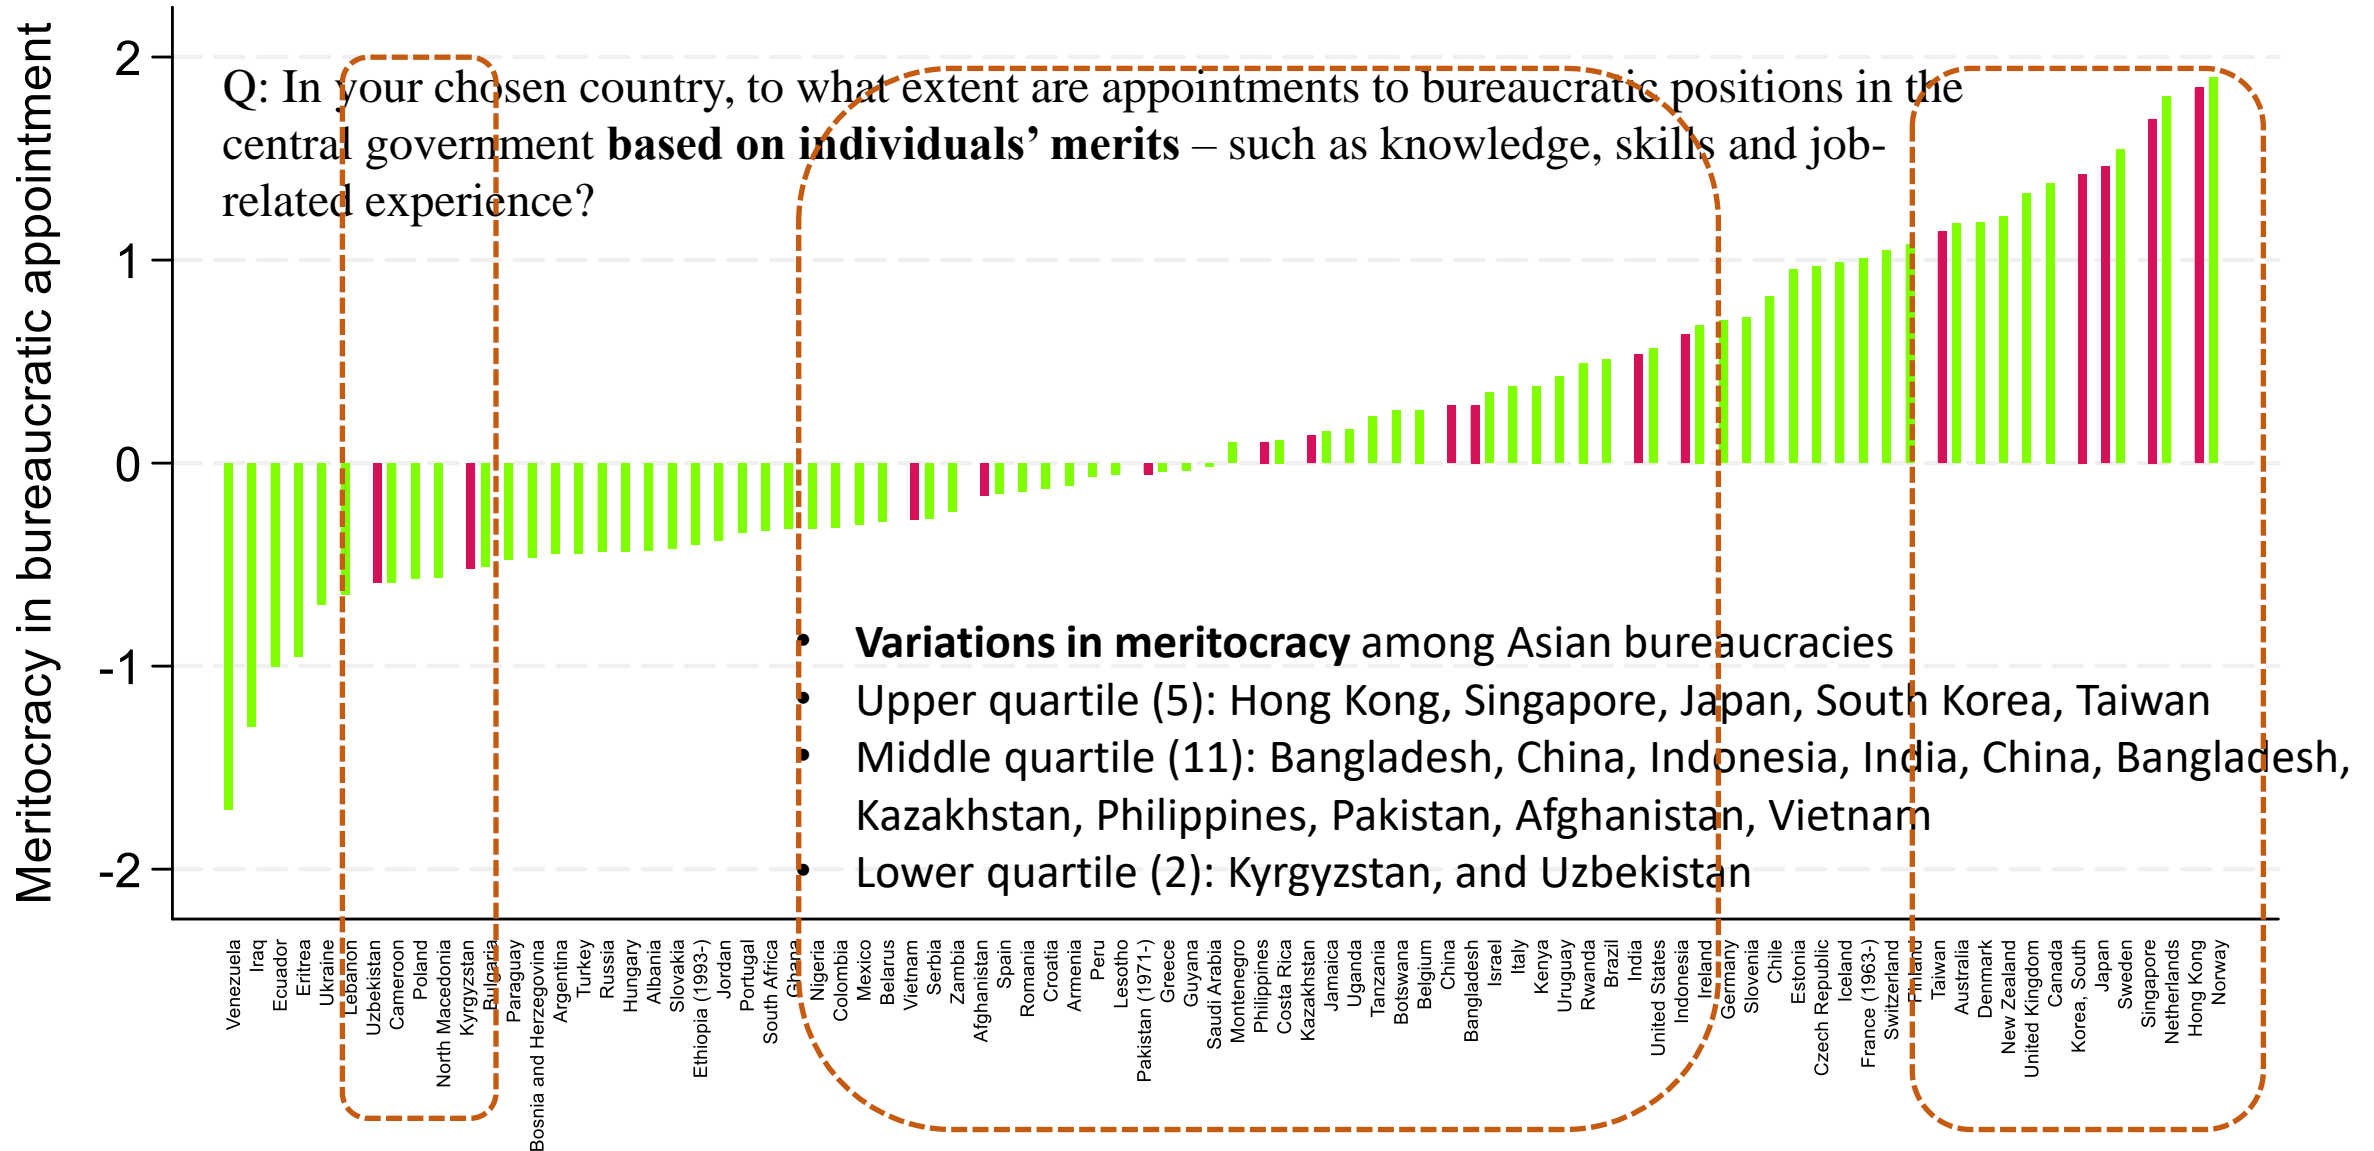 Meritocracy in bureaucratic appointment
2
1
0
-1
-2
Q: In your chosen country, to what extent are appointments to bureaucratic positions in the
central government based on individuals’ merits – such as knowledge, skills and job-
related experience?
• Variations in meritocracy among Asian bureaucracies
• Upper quartile (5): Hong Kong, Singapore, Japan, South Korea, Taiwan
• Middle quartile (11): Bangladesh, China, Indonesia, India, China, Bangladesh,
Kazakhstan, Philippines, Pakistan, Afghanistan, Vietnam
• Lower quartile (2): Kyrgyzstan, and Uzbekistan
Venezuela
Iraq
Ecuador
Eritrea
Ukraine
Lebanon
Uzbekistan
Cameroon
Poland
North Macedonia
Kyrgyzstan
Bulgaria
Paraguay
Bosnia and Herzegovina
Argentina
Turkey
Russia
Hungary
Albania
Slovakia
Ethiopia (1993-)
Jordan
Portugal
South Africa
Ghana
Nigeria
Colombia
Mexico
Belarus
Vietnam
Serbia
Zambia
Afghanistan
Spain
Romania
Croatia
Armenia
Peru
Lesotho
Pakistan (1971-)
Greece
Guyana
Saudi Arabia
Montenegro
Philippines
Costa Rica
Kazakhstan
Jamaica
Uganda
Tanzania
Botswana
Belgium
China
Bangladesh
Israel
Italy
Kenya
Uruguay
Rwanda
Brazil
India
United States
Indonesia
Ireland
Germany
Slovenia
Chile
Estonia
Czech Republic
Iceland
France (1963-)
Switzerland
Finland
Taiwan
Australia
Denmark
New Zealand
United Kingdom
Canada
Korea, South
Japan
Sweden
Singapore
Netherlands
Hong Kong
Norway